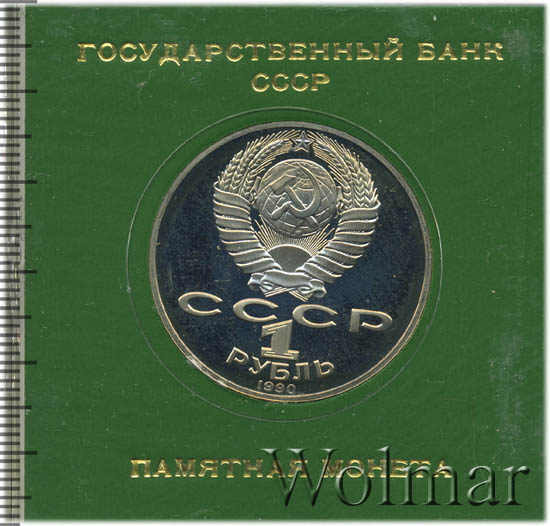 ГОСУДАРСТВЕННЫЙ БАНК
СССР
СССР
1
РУБЛЬ
1990
ПАМЯТНАЯ МОНЕТА
Wolmar